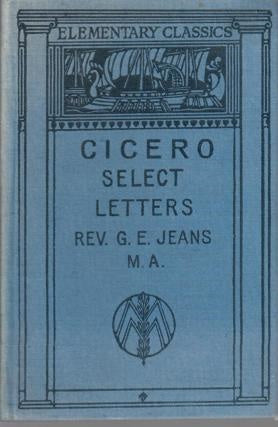 ELEMENTARY CLASSICS
CICERO
SELECT
LETTERS
REV. G. E. JEANS
M. A.